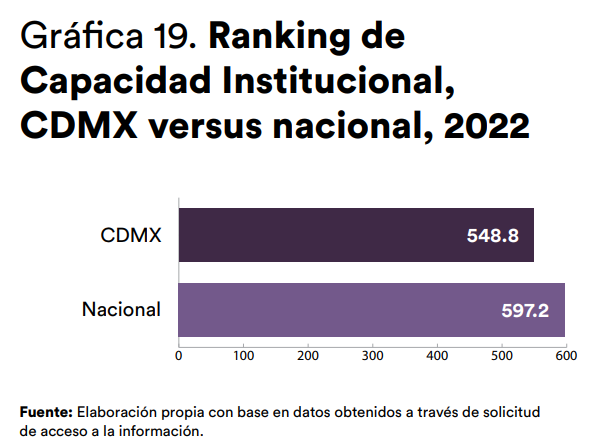 Gráfica 19. Ranking de
Capacidad Institucional,
CDMX versus nacional, 2022
CDMX
548.8
Nacional
597.2
0 100 200 300 400 500 600
Fuente: Elaboración propia con base en datos obtenidos a través de solicitud
de acceso a la información.